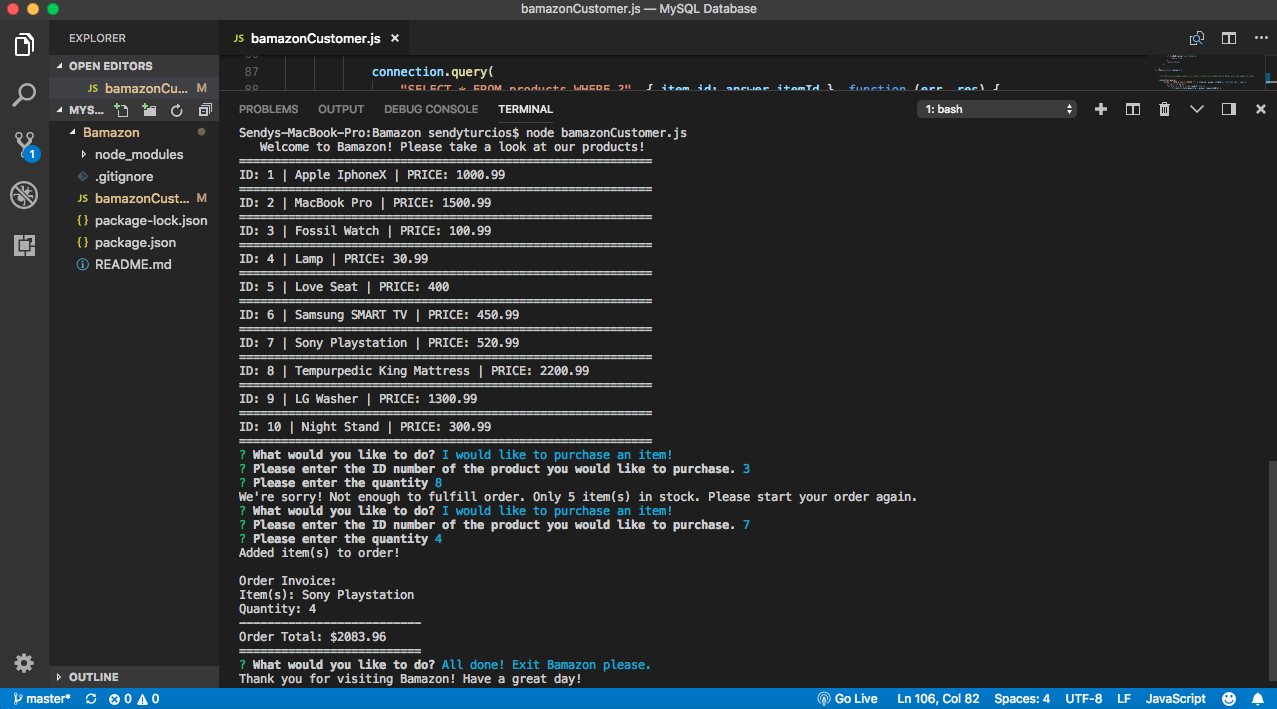 bamazonCustomer.js — MySQL Database
EXPLORER
OPEN EDITORS
JS bamazonCu... M
MYS...
Bamazon
node_modules
.gitignore
JS bamazonCust... M
{ } package-lock.json
{ } package.json
README.md
OUTLINE
1
JS bamazonCustomer.js ×
87 connection.query(
"SELECT * FROM products WHERE ?", { item_id: answer.itemId }, function (err, res) {
PROBLEMS OUTPUT DEBUG CONSOLE TERMINAL 1: bash
Sendys-MacBook-Pro:Bamazon sendyturcios$ node bamazonCustomer.js
Welcome to Bamazon! Please take a look at our products!
==========================================================
ID: 1 | Apple IphoneX | PRICE: 1000.99
==========================================================
ID: 2 | MacBook Pro | PRICE: 1500.99
==========================================================
ID: 3 | Fossil Watch | PRICE: 100.99
==========================================================
ID: 4 | Lamp | PRICE: 30.99
==========================================================
ID: 5 | Love Seat | PRICE: 400
==========================================================
ID: 6 | Samsung SMART TV | PRICE: 450.99
==========================================================
ID: 7 | Sony Playstation | PRICE: 520.99
==========================================================
ID: 8 | Tempurpedic King Mattress | PRICE: 2200.99
==========================================================
ID: 9 | LG Washer | PRICE: 1300.99
==========================================================
ID: 10 | Night Stand | PRICE: 300.99
==========================================================
? What would you like to do? I would like to purchase an item!
? Please enter the ID number of the product you would like to purchase. 3
? Please enter the quantity 8
We're sorry! Not enough to fulfill order. Only 5 item(s) in stock. Please start your order again.
? What would you like to do? I would like to purchase an item!
? Please enter the ID number of the product you would like to purchase. 7
? Please enter the quantity 4
Added item(s) to order!
Order Invoice:
Item(s): Sony Playstation
Quantity: 4
--------------------------
Order Total: $2083.96
==========================
? What would you like to do? All done! Exit Bamazon please.
Thank you for visiting Bamazon! Have a great day!
master* 0 0 Go Live Ln 106, Col 82 Spaces: 4 UTF-8 LF JavaScript